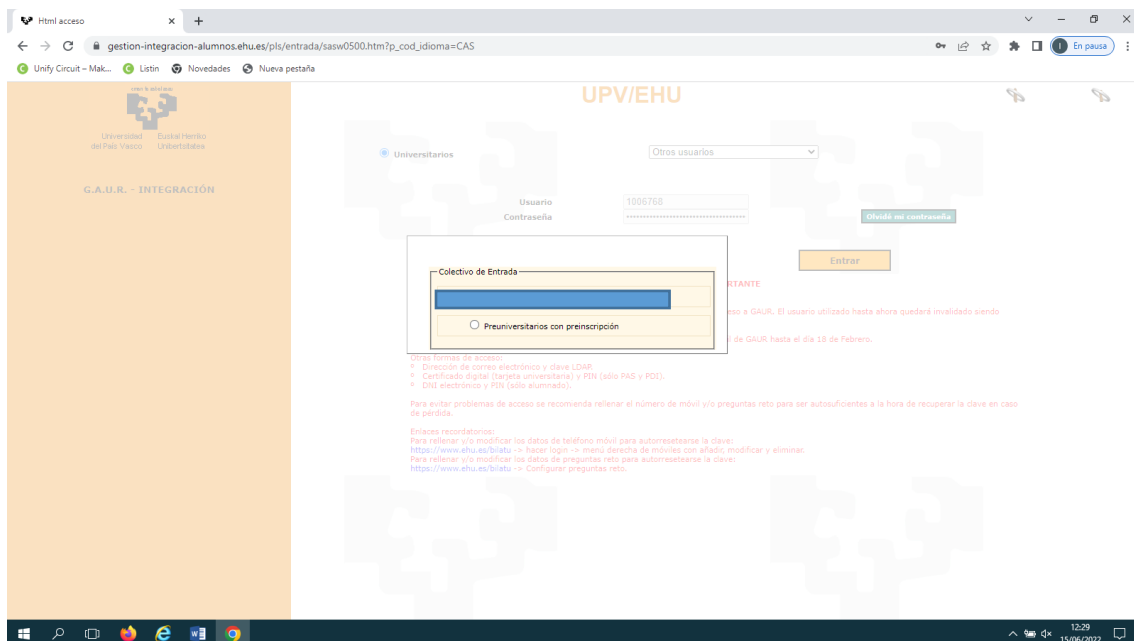 Html acceso
gestion-integracion-alumnos.ehu.es/pls/entrada/sasw0500.htm?p_cod_idioma=CAS
En pausa
Unify Circuit – Mak... Listin Novedades Nueva pestaña
UPV/EHU
Universidad del País Vasco
Euskal Herriko Unibertsitatea
G.A.U.R. - INTEGRACIÓN
Universitarios
Otros usuarios
Usuario 1006768
Contraseña
Olvidé mi contraseña
Entrar
Colectivo de Entrada
Preuniversitarios con preinscripción
RTANTE
eso a GAUR. El usuario utilizado hasta ahora quedará invalidado siendo
l de GAUR hasta el día 16 de Febrero.
Otras formas de acceso:
Dirección de correo electrónico y clave LDAP.
Certificado digital (tarjeta universitaria) y PIN (sólo PAS y PDI).
DNI electrónico y PIN (sólo alumnado).
Para evitar problemas de acceso se recomienda rellenar el número de móvil y/o preguntas reto para ser autosuficientes a la hora de recuperar la clave en caso
de pérdida.
Enlaces recordatorios:
Para rellenar y/o modificar los datos de teléfono móvil para autorresetearse la clave:
https://www.ehu.es/bilatu -> hacer login -> menú derecha de móviles con añadir, modificar y eliminar.
Para rellenar y/o modificar los datos de preguntas reto para autorresetearse la clave:
https://www.ehu.es/bilatu -> Configurar preguntas reto.
12:29
15/06/2022